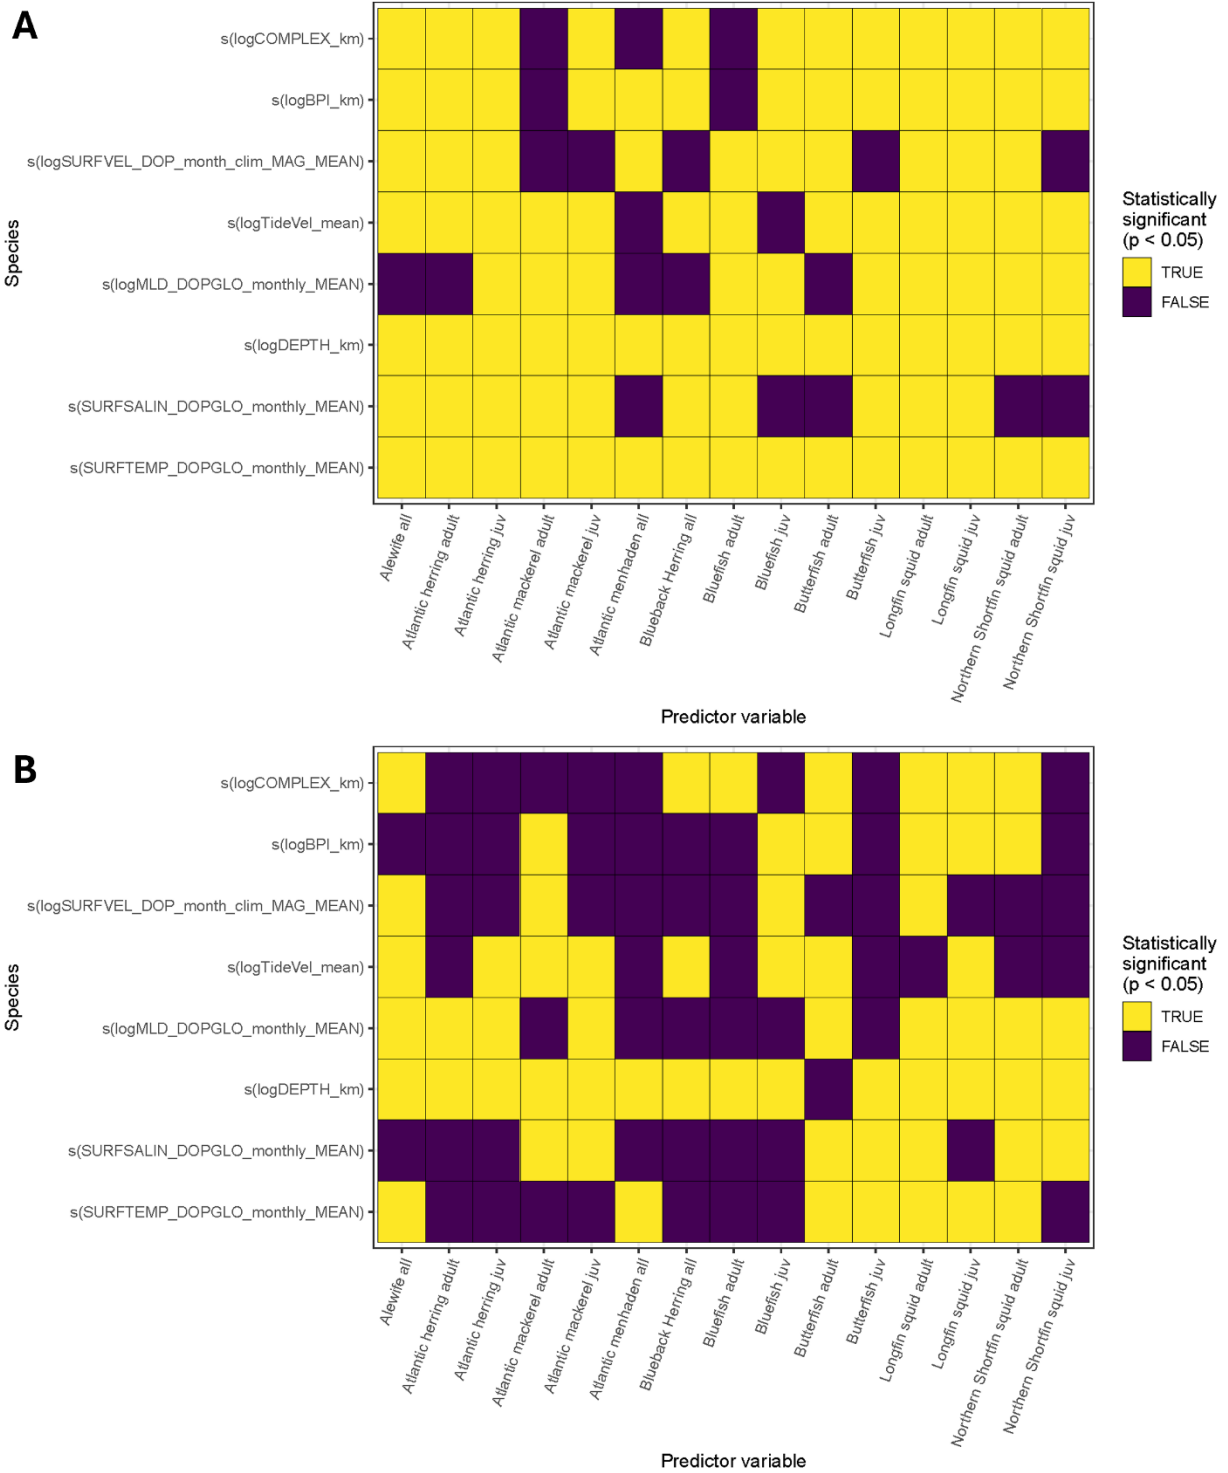 A
s(logCOMPLEX_km)
s(logBPI_km)
s(logSURFVEL_DOP_month_clim_MAG_MEAN)
s(logTideVel_mean)
s(logMLD_DOPGLO_monthly_MEAN)
s(logDEPTH_km)
s(SURFSALIN_DOPGLO_monthly_MEAN)
s(SURFTEMP_DOPGLO_monthly_MEAN)
Species
Statistically
significant
(p < 0.05)
TRUE
FALSE
Alewife all
Atlantic herring adult
Atlantic herring juv
Atlantic mackerel adult
Atlantic mackerel juv
Atlantic menhaden all
Blueback Herring all
Bluefish adult
Bluefish juv
Butterfish adult
Butterfish juv
Longfin squid adult
Longfin squid juv
Northern Shortfin squid adult
Northern Shortfin squid juv
Predictor variable
B
s(logCOMPLEX_km)
s(logBPI_km)
s(logSURFVEL_DOP_month_clim_MAG_MEAN)
s(logTideVel_mean)
s(logMLD_DOPGLO_monthly_MEAN)
s(logDEPTH_km)
s(SURFSALIN_DOPGLO_monthly_MEAN)
s(SURFTEMP_DOPGLO_monthly_MEAN)
Species
Statistically
significant
(p < 0.05)
TRUE
FALSE
Alewife all
Atlantic herring adult
Atlantic herring juv
Atlantic mackerel adult
Atlantic mackerel juv
Atlantic menhaden all
Blueback Herring all
Bluefish adult
Bluefish juv
Butterfish adult
Butterfish juv
Longfin squid adult
Longfin squid juv
Northern Shortfin squid adult
Northern Shortfin squid juv
Predictor variable